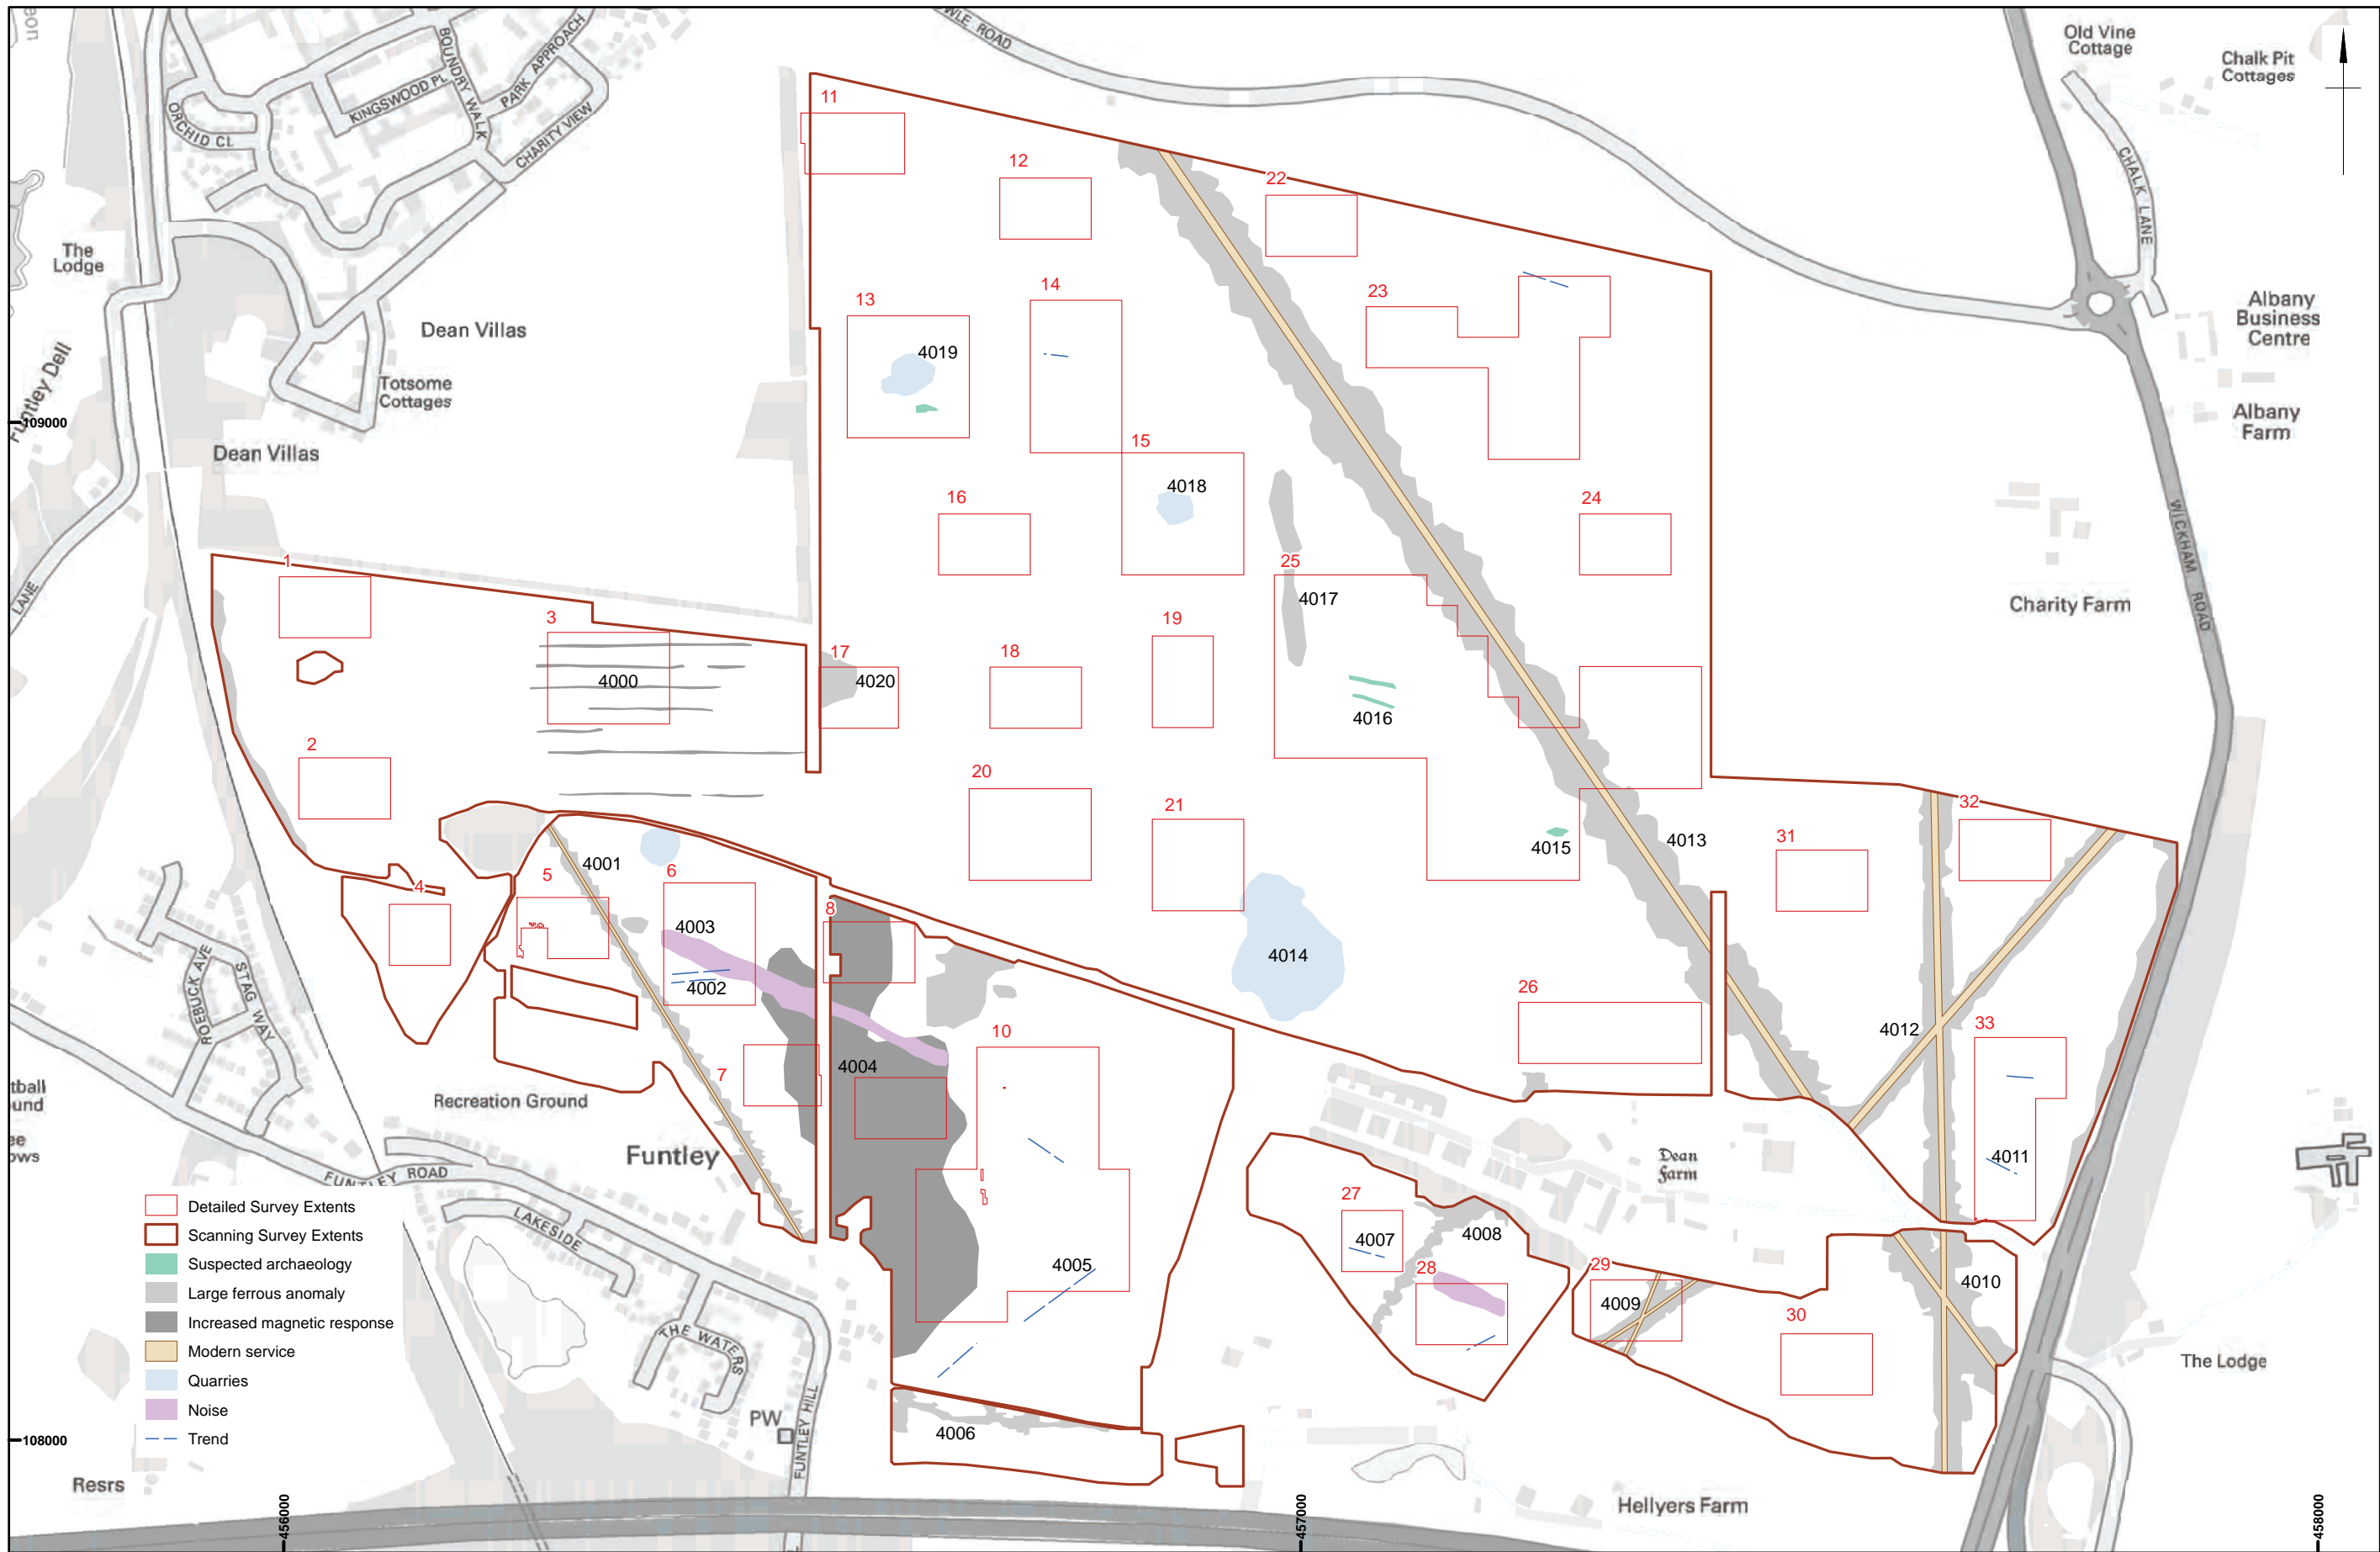 WLE ROAD
Old Vine
Cottage
Chalk Pit
Cottages
BOUNDRY WALK
PARK APPROACH
KINGSWOOD PL
ORCHID CL
CHARITY VIEW
CHALK LANE
The
Lodge
Dean Villas
Totsome
Cottages
Funtley Dell
Dean Villas
109000
LANE
Albany
Business
Centre
Albany
Farm
WICKHAM ROAD
Charity Farm
11
12
22
13
14
23
4019
15
4018
16
24
25
4017
1
3
4000
17
4020
18
19
4016
2
20
21
4015
4013
31
32
4001
4
5
6
8
4003
4002
4014
26
4012
33
10
7
4004
ROEBUCK AVE
STAG WAY
Recreation Ground
Funtley
FUNTLEY ROAD
Dean
Farm
4011
27
4007
4008
28
29
4009
30
4010
4005
4006
Detailed Survey Extents
Scanning Survey Extents
Suspected archaeology
Large ferrous anomaly
Increased magnetic response
Modern service
Quarries
Noise
Trend
LAKESIDE
THE WATERS
PW
FUNTLEY HILL
The Lodge
108000
Resrs
Hellyers Farm
456000
457000
458000